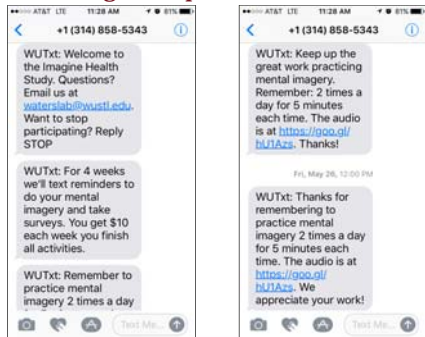 AT&T LTE 11:28 AM 81%
+1 (314) 858-5343
WUTxt: Welcome to
the Imagine Health
Study. Questions?
Email us at
waterslab@wustl.edu.
Want to stop
participating? Reply
STOP
WUTxt: For 4 weeks
we'll text reminders to
do your mental
imagery and take
surveys. You get $10
each week you finish
all activities.
WUTxt: Remember to
practice mental
imagery 2 times a day
Text Me...
AT&T LTE 11:28 AM 81%
+1 (314) 858-5343
WUTxt: Keep up the
great work practicing
mental imagery.
Remember: 2 times a
day for 5 minutes
each time. The audio
is at https://goo.gl/
hU1Azs. Thanks!
Fri, May 26, 12:00 PM
WUTxt: Thanks for
remembering to
practice mental
imagery 2 times a day
for 5 minutes each
time. The audio is at
https://goo.gl/
hU1Azs. We
appreciate your work!
Text Me...